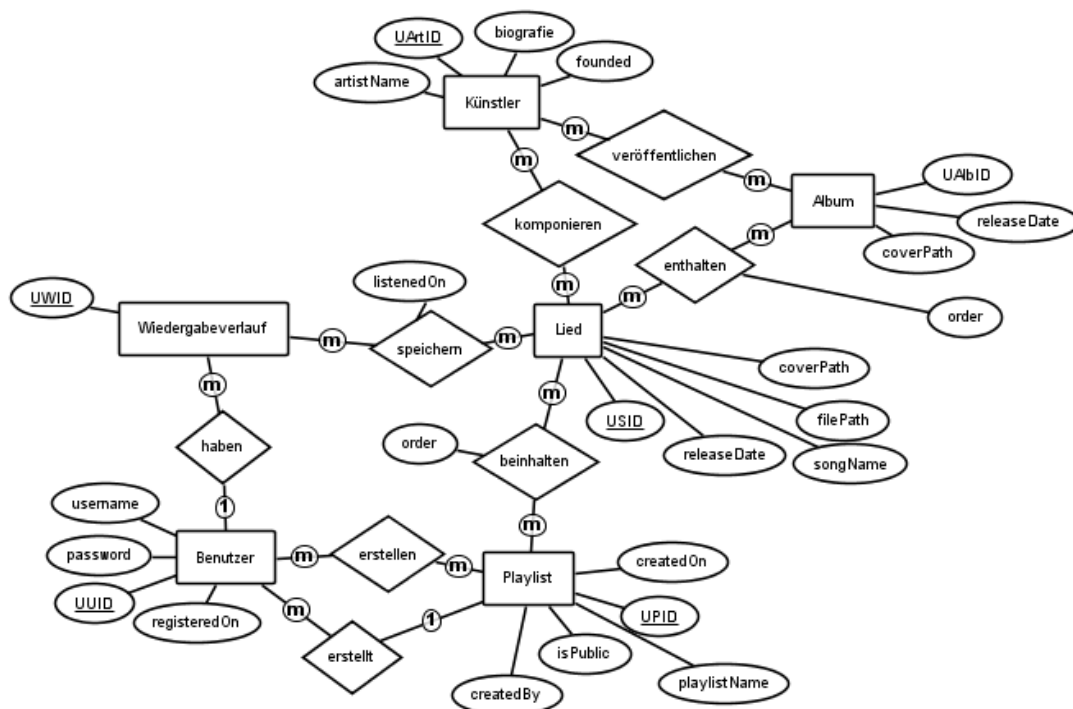 UArtID
biografie
founded
artistName
Künstler
m
m
veröffentlichen
m
UAlbID
Album
releaseDate
coverPath
komponieren
m
enthalten
m
m
order
listenedOn
UWID
Wiedergabeverlauf
m
speichern
m
Lied
coverPath
filePath
songName
USID
releaseDate
m
haben
m
order
beinhalten
1
m
username
password
Benutzer
UUID
registeredOn
m
erstellen
m
Playlist
createdOn
UPID
playlistName
isPublic
createdBy
m
erstellt
1